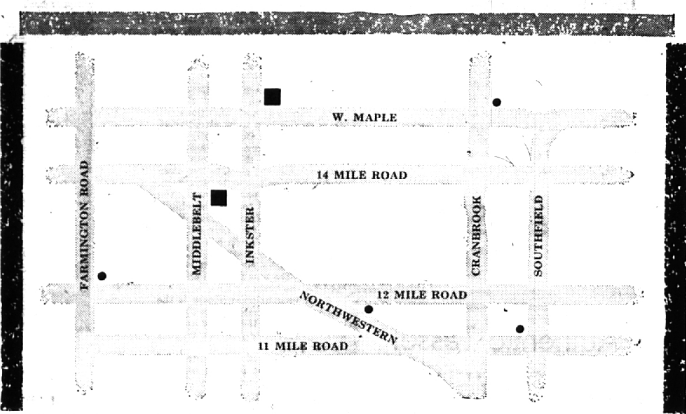 W. MAPLE
14 MILE ROAD
FARMINGTON ROAD
MIDDLEBELT
INKSTER
CRANBROOK
SOUTHFIELD
12 MILE ROAD
NORTHWESTERN
11 MILE ROAD